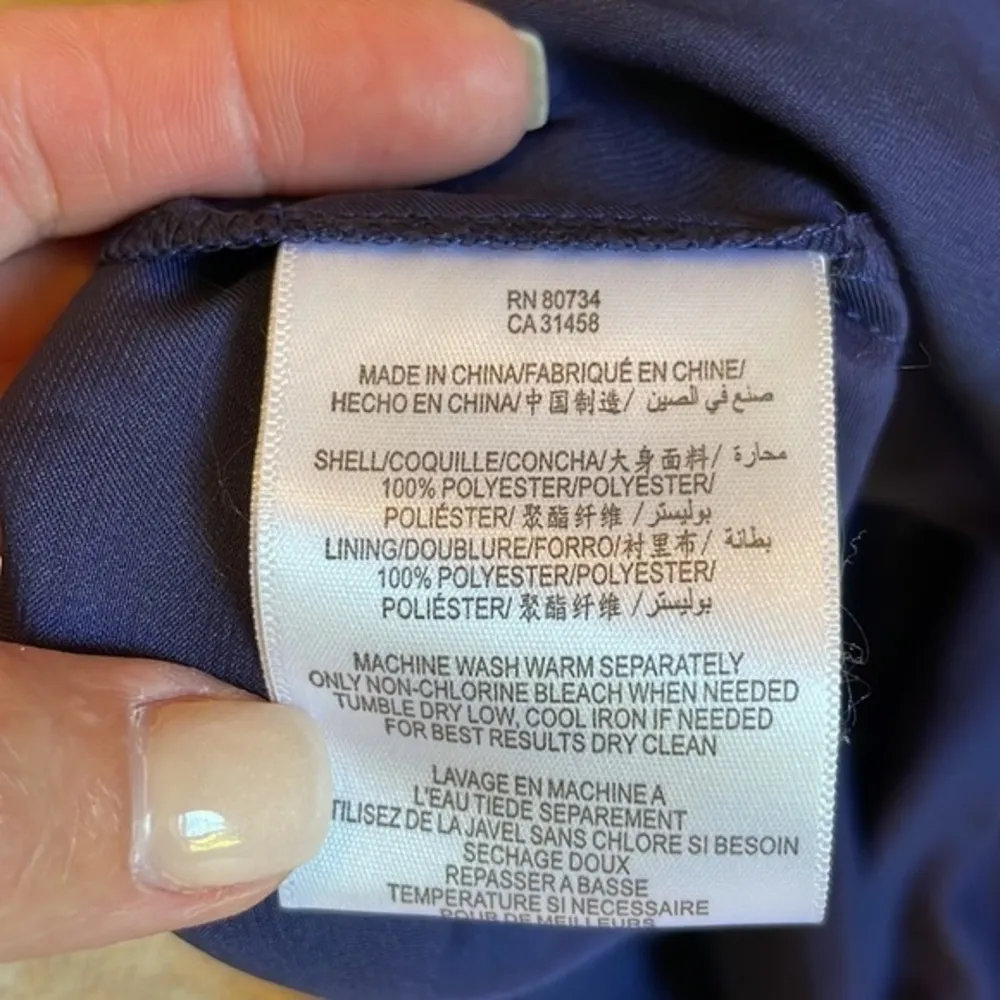 RN 80734
CA 31458
MADE IN CHINA/FABRIQUÉ EN CHINE/
HECHO EN CHINA/中国制造/ صنع في الصين
SHELL/COQUILLE/CONCHA/大身面料/ محارة
100% POLYESTER/POLYESTER/
POLIÉSTER/ 聚酯纤维 / بوليستر
LINING/DOUBLURE/FORRO/衬里布/ بطانة
100% POLYESTER/POLYESTER/
POLIÉSTER/ 聚酯纤维 / بوليستر
MACHINE WASH WARM SEPARATELY
ONLY NON-CHLORINE BLEACH WHEN NEEDED
TUMBLE DRY LOW, COOL IRON IF NEEDED
FOR BEST RESULTS DRY CLEAN
LAVAGE EN MACHINE A
L'EAU TIEDE SEPAREMENT
TILISEZ DE LA JAVEL SANS CHLORE SI BESOIN
SECHAGE DOUX
REPASSER A BASSE
TEMPERATURE SI NECESSAIRE
POUR DE MEILLEURS